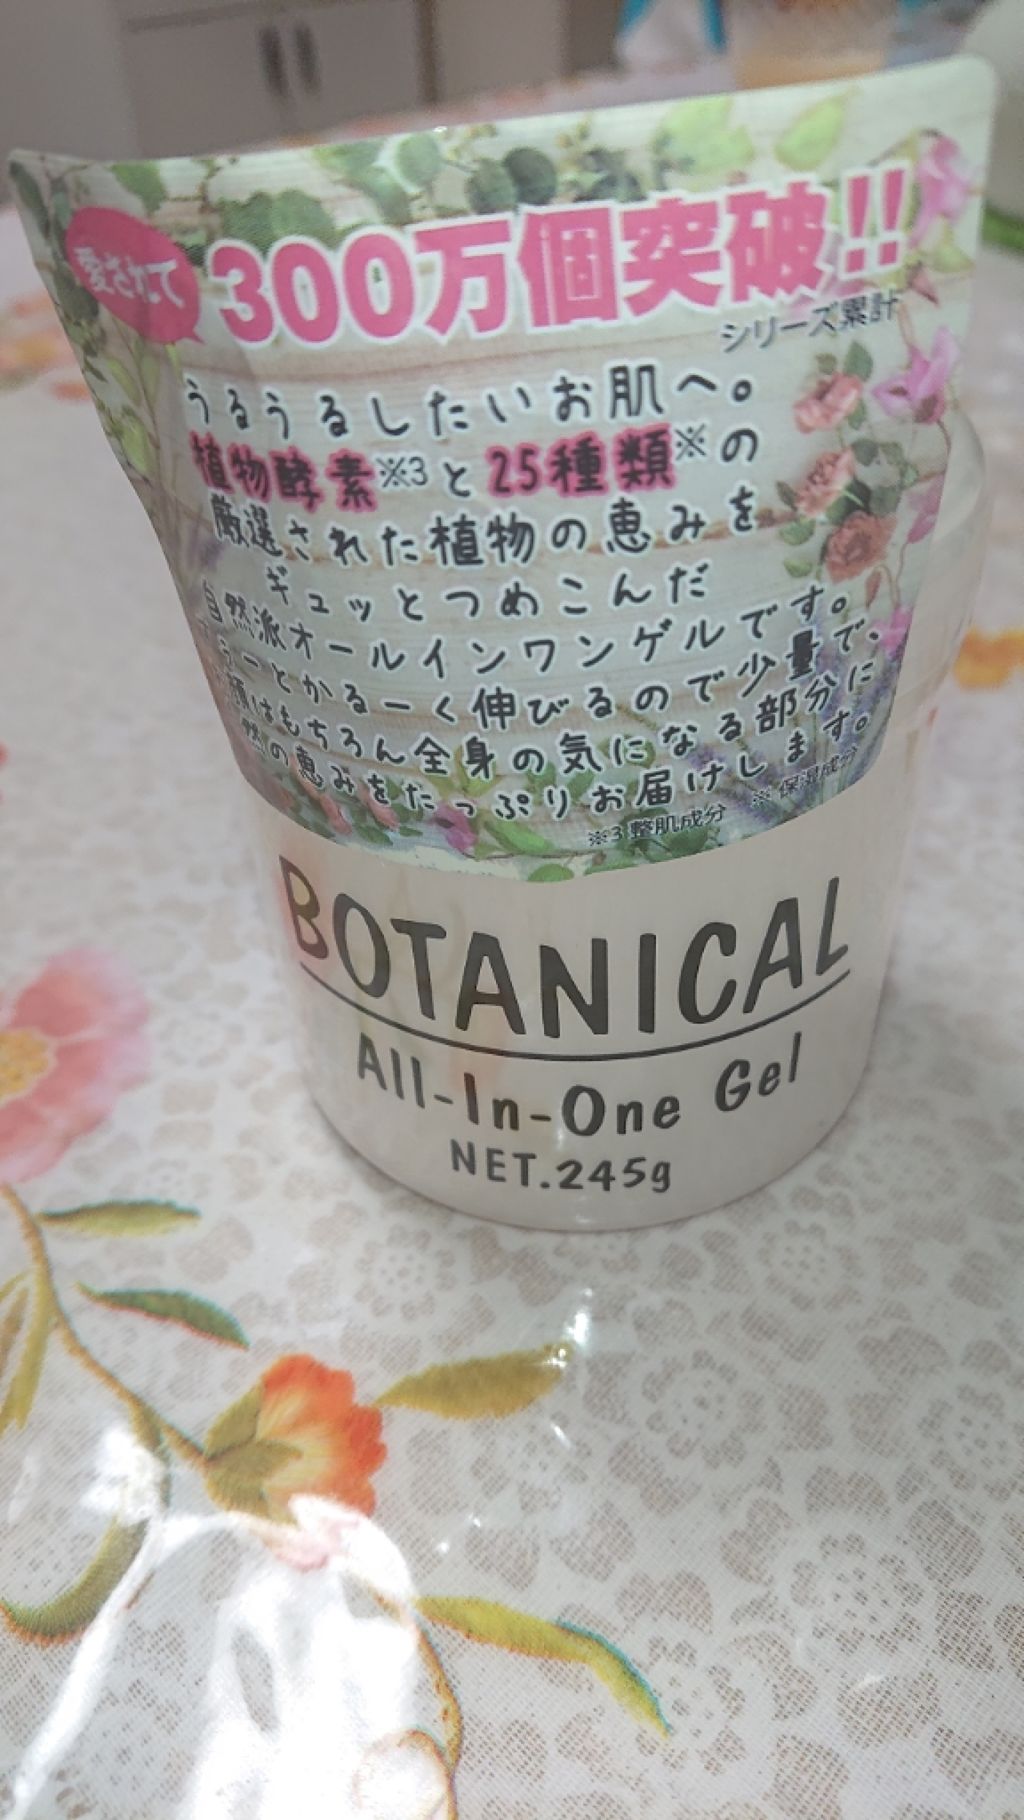 愛されて
300万個突破!!
シリーズ累計
うるうるしたいお肌へ。
植物酵素※3と25種類※の
厳選された植物の恵みを
ギュッとつめこんだ
自然派オールインワンゲルです。
すーとかるーく伸びるので少量で、
顔はもちろん全身の気になる部分に
然の恵みをたっぷりお届けします。
※3 整肌成分 ※ 保湿成分
BOTANICAL
All-In-One Gel
NET.245g